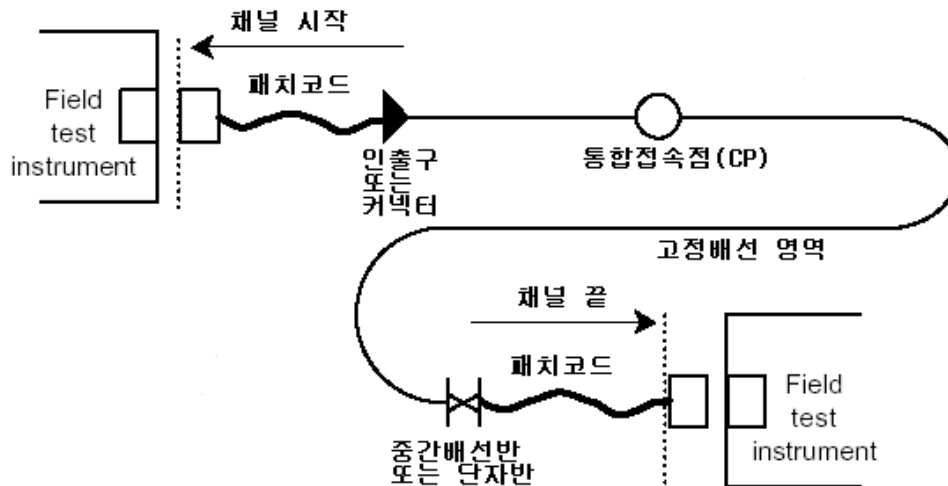 채널 시작
Field
test
instrument
패치코드
인출구
또는
커넥터
통합접속점(CP)
고정배선 영역
채널 끝
패치코드
Field
test
instrument
중간배선반
또는 단자반